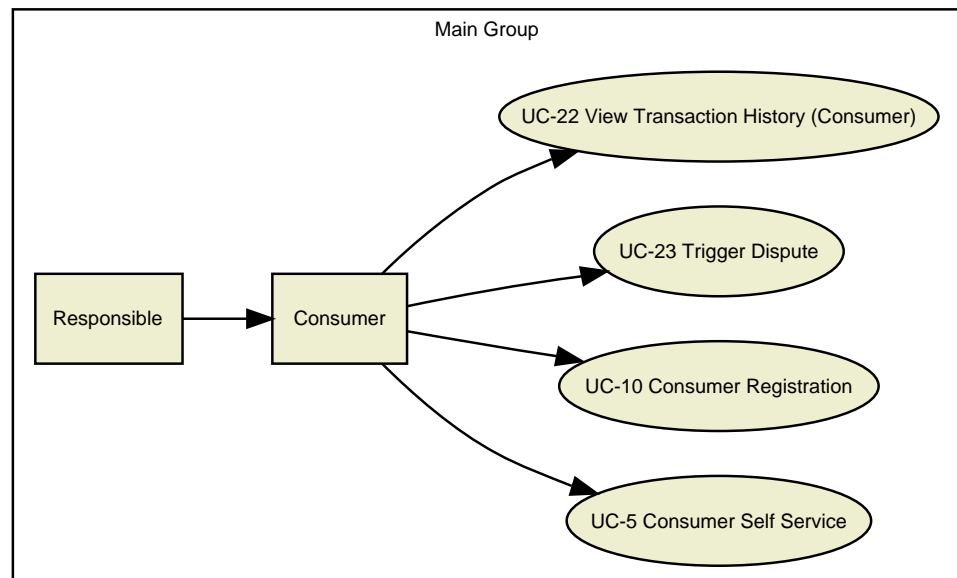 Main Group
UC-22 View Transaction History (Consumer)
UC-23 Trigger Dispute
Responsible
Consumer
UC-10 Consumer Registration
UC-5 Consumer Self Service